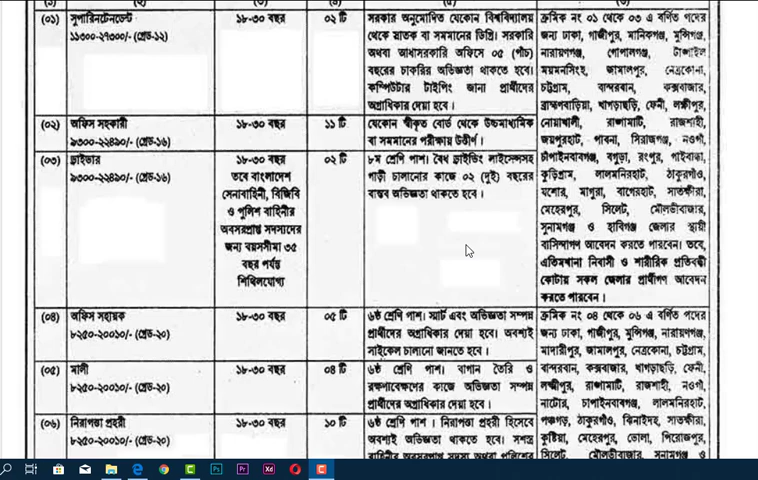 (০১) সুপারিনটেনডেন্ট ১৮-৩০ বছর ০২ টি সরকার অনুমোদিত যেকোন বিশ্ববিদ্যালয় ক্রমিক নং ০১ থেকে ০৩ এ বর্ণিত পদের
১১৩০০-২৭৩০০/- (গ্রেড-১২) থেকে স্নাতক বা সমমানের ডিগ্রি। সরকারি জন্য ঢাকা, গাজীপুর, মানিকগঞ্জ, মুন্সিগঞ্জ,
অথবা আধাসরকারি অফিসে ০৫ (পাঁচ) নারায়ণগঞ্জ, গোপালগঞ্জ, টাঙ্গাইল
বছরের চাকরির অভিজ্ঞতা থাকতে হবে। ময়মনসিংহ, জামালপুর, নেত্রকোনা,
কম্পিউটার টাইপিং জানা প্রার্থীদের চট্টগ্রাম, বান্দরবান, কক্সবাজার,
অগ্রাধিকার দেয়া হবে। ব্রাহ্মণবাড়িয়া, খাগড়াছড়ি, ফেনী, লক্ষীপুর,
(০২) অফিস সহকারী ১৮-৩০ বছর ১১ টি যেকোন স্বীকৃত বোর্ড থেকে উচ্চমাধ্যমিক নোয়াখালী, রাঙ্গামাটি, রাজশাহী,
৯৩০০-২২৪৯০/- (গ্রেড-১৬) বা সমমানের পরীক্ষায় উত্তীর্ণ। জয়পুরহাট, পাবনা, সিরাজগঞ্জ, নওগাঁ,
(০৩) ড্রাইভার ১৮-৩০ বছর ০২ টি ৮ম শ্রেণি পাশ। বৈধ ড্রাইভিং লাইসেন্সসহ চাঁপাইনবাবগঞ্জ, বগুড়া, রংপুর, গাইবান্ধা,
৯৩০০-২২৪৯০/- (গ্রেড-১৬) তবে বাংলাদেশ গাড়ী চালানোর কাজে ০২ (দুই) বছরের কুড়িগ্রাম, লালমনিরহাট, ঠাকুরগাঁও,
সেনাবাহিনী, বিজিবি বাস্তব অভিজ্ঞতা থাকতে হবে। যশোর, মাগুরা, বাগেরহাট, সাতক্ষীরা,
ও পুলিশ বাহিনীর মেহেরপুর, সিলেট, মৌলভীবাজার,
অবসরপ্রাপ্ত সদস্যদের সুনামগঞ্জ ও হবিগঞ্জ জেলার স্থায়ী
জন্য বয়সসীমা ৩৫ বাসিন্দাগণ আবেদন করতে পারবেন। তবে,
বছর পর্যন্ত এতিমখানা নিবাসী ও শারীরিক প্রতিবন্ধী
শিথিলযোগ্য কোটায় সকল জেলার প্রার্থীগণ আবেদন
করতে পারবেন।
(০৪) অফিস সহায়ক ১৮-৩০ বছর ০৫ টি ৬ষ্ঠ শ্রেণি পাশ। স্মার্ট এবং অভিজ্ঞতা সম্পন্ন ক্রমিক নং ০৪ থেকে ০৬ এ বর্ণিত পদের
৮২৫০-২০০১০/- (গ্রেড-২০) প্রার্থীদের অগ্রাধিকার দেয়া হবে। অবশ্যই জন্য ঢাকা, গাজীপুর, মুন্সিগঞ্জ, নারায়ণগঞ্জ,
সাইকেল চালানো জানতে হবে। মাদারীপুর, জামালপুর, নেত্রকোনা, চট্টগ্রাম,
(০৫) মালী ১৮-৩০ বছর ০৪ টি ৬ষ্ঠ শ্রেণি পাশ। বাগান তৈরি ও বান্দরবান, কক্সবাজার, খাগড়াছড়ি, ফেনী,
৮২৫০-২০০১০/- (গ্রেড-২০) রক্ষণাবেক্ষণের কাজে অভিজ্ঞতা সম্পন্ন লক্ষ্মীপুর, রাঙ্গামাটি, রাজশাহী, নওগাঁ,
প্রার্থীদের অগ্রাধিকার দেয়া হবে। নাটোর, চাপাইনবাবগঞ্জ, লালমনিরহাট,
(০৬) নিরাপত্তা প্রহরী ১৮-৩০ বছর ১০ টি ৬ষ্ঠ শ্রেণি পাশ। নিরাপত্তা প্রহরী হিসেবে পঞ্চগড়, ঠাকুরগাঁও, ঝিনাইদহ, সাতক্ষীরা,
৮২৫০-২০০১০/- (গ্রেড-২০) অবশ্যই অভিজ্ঞতা থাকতে হবে। সশস্ত্র কুষ্টিয়া, মেহেরপুর, ভোলা, পিরোজপুর,
বাহিনীর অবসরপ্রাপ্ত সদস্য অথবা পুলিশের সিলেট, মৌলভীবাজার, সুনামগঞ্জ ও
Ps Pr Xd